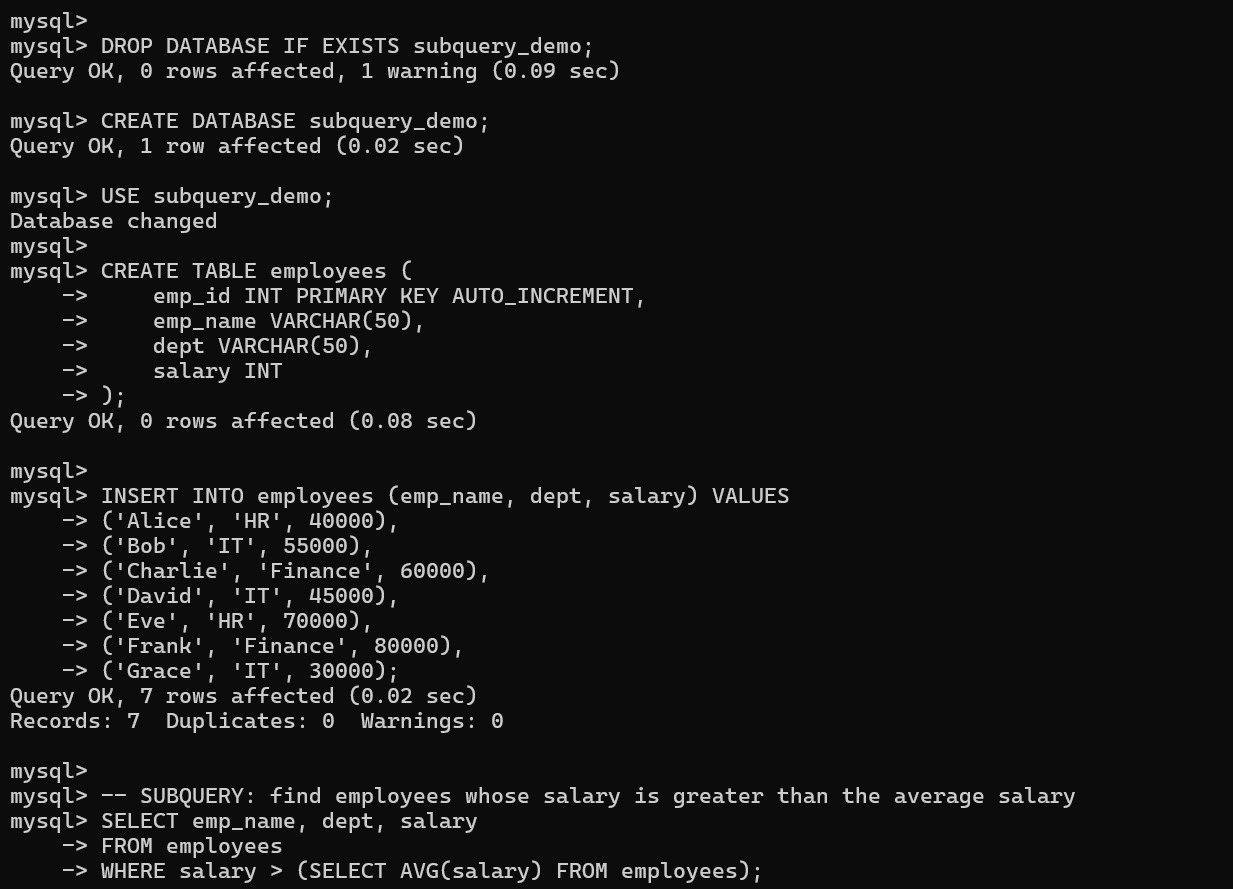 mysql>
mysql> DROP DATABASE IF EXISTS subquery_demo;
Query OK, 0 rows affected, 1 warning (0.09 sec)

mysql> CREATE DATABASE subquery_demo;
Query OK, 1 row affected (0.02 sec)

mysql> USE subquery_demo;
Database changed
mysql>
mysql> CREATE TABLE employees (
    ->     emp_id INT PRIMARY KEY AUTO_INCREMENT,
    ->     emp_name VARCHAR(50),
    ->     dept VARCHAR(50),
    ->     salary INT
    -> );
Query OK, 0 rows affected (0.08 sec)

mysql>
mysql> INSERT INTO employees (emp_name, dept, salary) VALUES
    -> ('Alice', 'HR', 40000),
    -> ('Bob', 'IT', 55000),
    -> ('Charlie', 'Finance', 60000),
    -> ('David', 'IT', 45000),
    -> ('Eve', 'HR', 70000),
    -> ('Frank', 'Finance', 80000),
    -> ('Grace', 'IT', 30000);
Query OK, 7 rows affected (0.02 sec)
Records: 7  Duplicates: 0  Warnings: 0

mysql>
mysql> -- SUBQUERY: find employees whose salary is greater than the average salary
mysql> SELECT emp_name, dept, salary
    -> FROM employees
    -> WHERE salary > (SELECT AVG(salary) FROM employees);